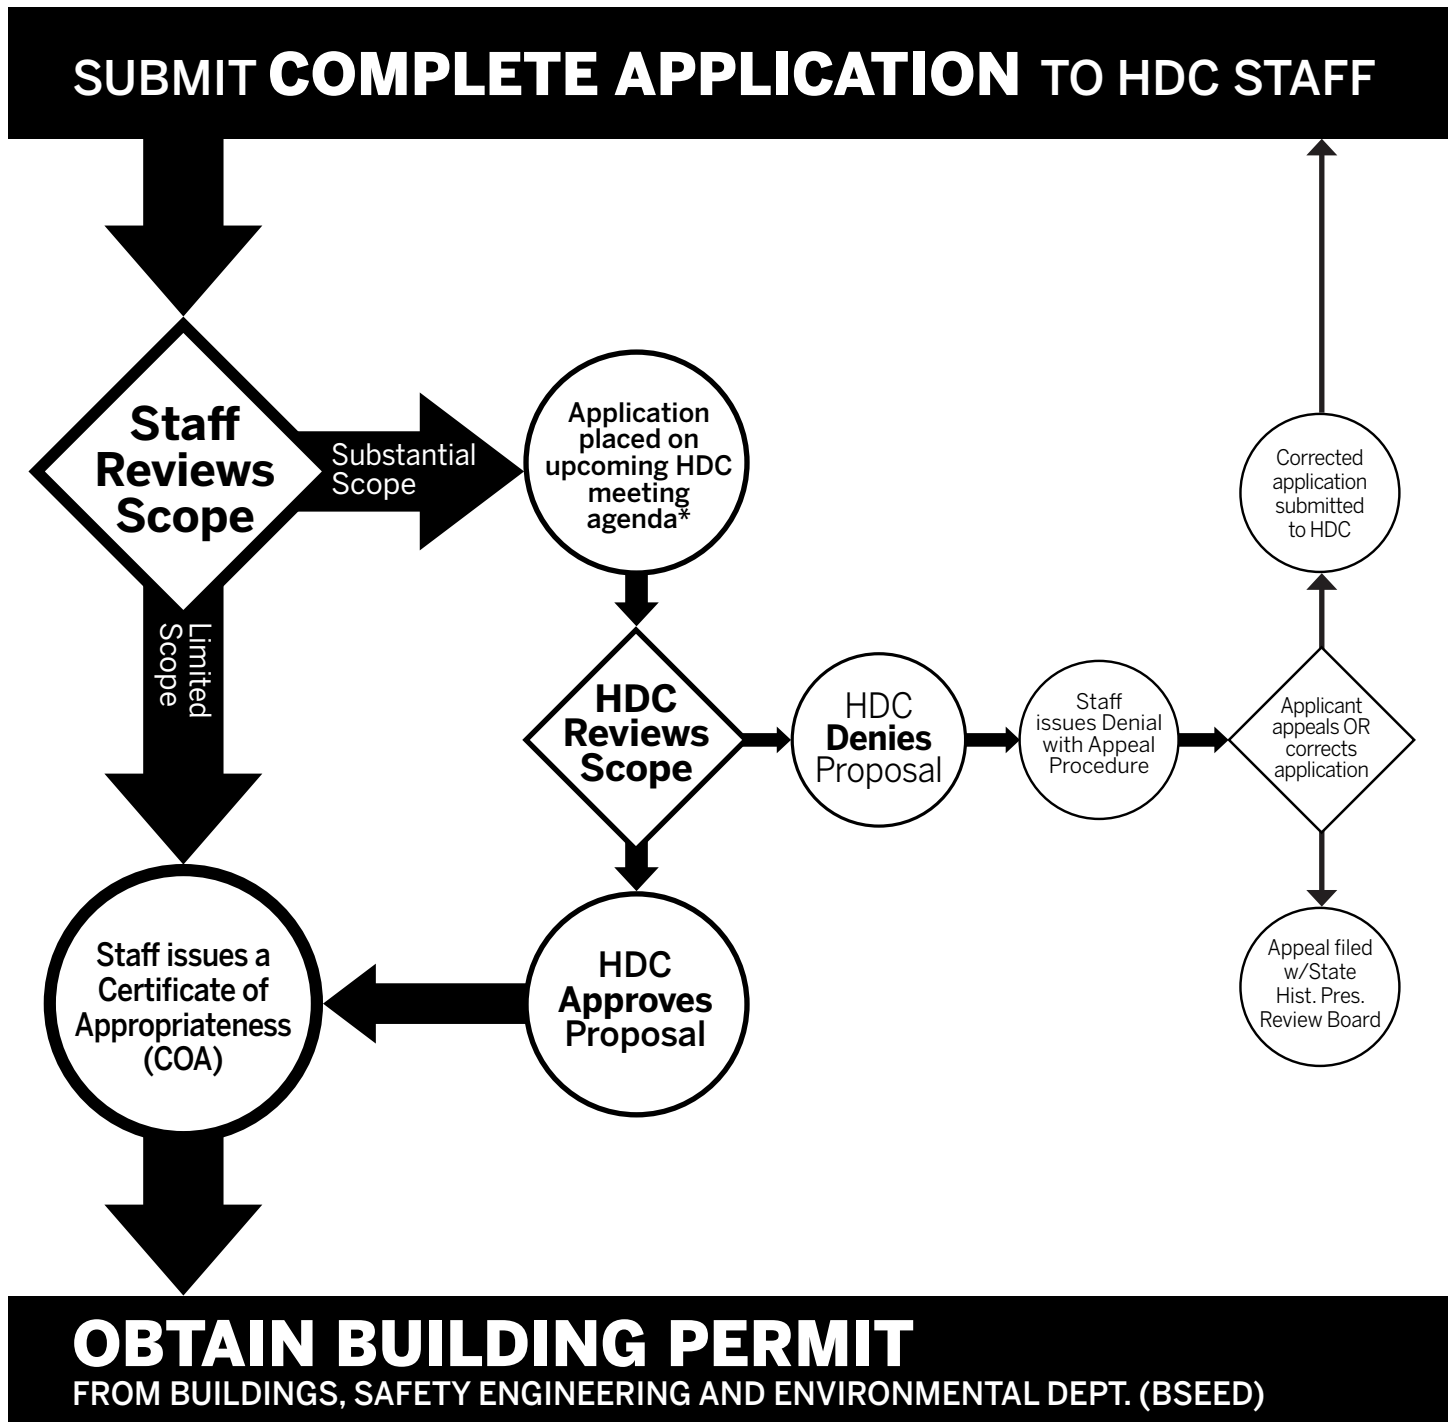 SUBMIT COMPLETE APPLICATION TO HDC STAFF
Staff
Reviews
Scope
Substantial
Scope
Application
placed on
upcoming HDC
meeting
agenda*
Corrected
application
submitted
to HDC
Limited
Scope
HDC
Reviews
Scope
HDC
Denies
Proposal
Staff
issues Denial
with Appeal
Procedure
Applicant
appeals OR
corrects
application
Staff issues a
Certificate of
Appropriateness
(COA)
HDC
Approves
Proposal
Appeal filed
w/State
Hist. Pres.
Review Board
OBTAIN BUILDING PERMIT
FROM BUILDINGS, SAFETY ENGINEERING AND ENVIRONMENTAL DEPT. (BSEED)